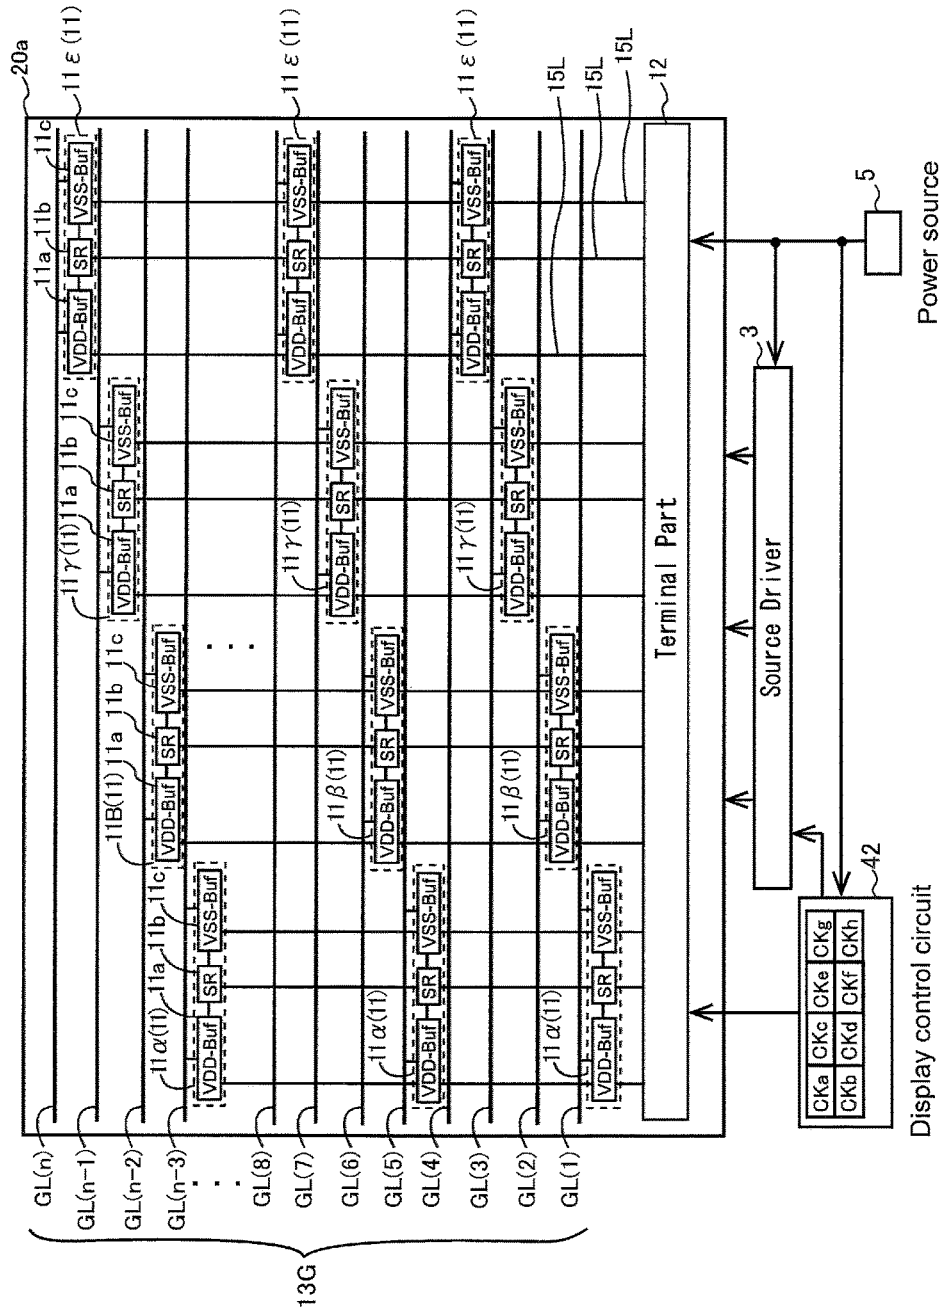 20a
GL(n)
11a 11b 11c
11ε(11)
VDD-Buf SR VSS-Buf
GL(n-1)
11γ(11) 11a 11b 11c
VDD-Buf SR VSS-Buf
GL(n-2)
11B(11) 11a 11b 11c
VDD-Buf SR VSS-Buf
GL(n-3)
11α(11) 11a 11b 11c
VDD-Buf SR VSS-Buf
. . .
. . .
GL(8)
11ε(11)
VDD-Buf SR VSS-Buf
GL(7)
11γ(11)
VDD-Buf SR VSS-Buf
GL(6)
11β(11)
VDD-Buf SR VSS-Buf
GL(5)
11α(11)
VDD-Buf SR VSS-Buf
GL(4)
11ε(11)
VDD-Buf SR VSS-Buf
GL(3)
11γ(11)
VDD-Buf SR VSS-Buf
GL(2)
11β(11)
VDD-Buf SR VSS-Buf
GL(1)
11α(11)
VDD-Buf SR VSS-Buf
13G
15L
15L
15L
12
Terminal Part
3
Source Driver
42
CKa CKc CKe CKg
CKb CKd CKf CKh
Display control circuit
5
Power source